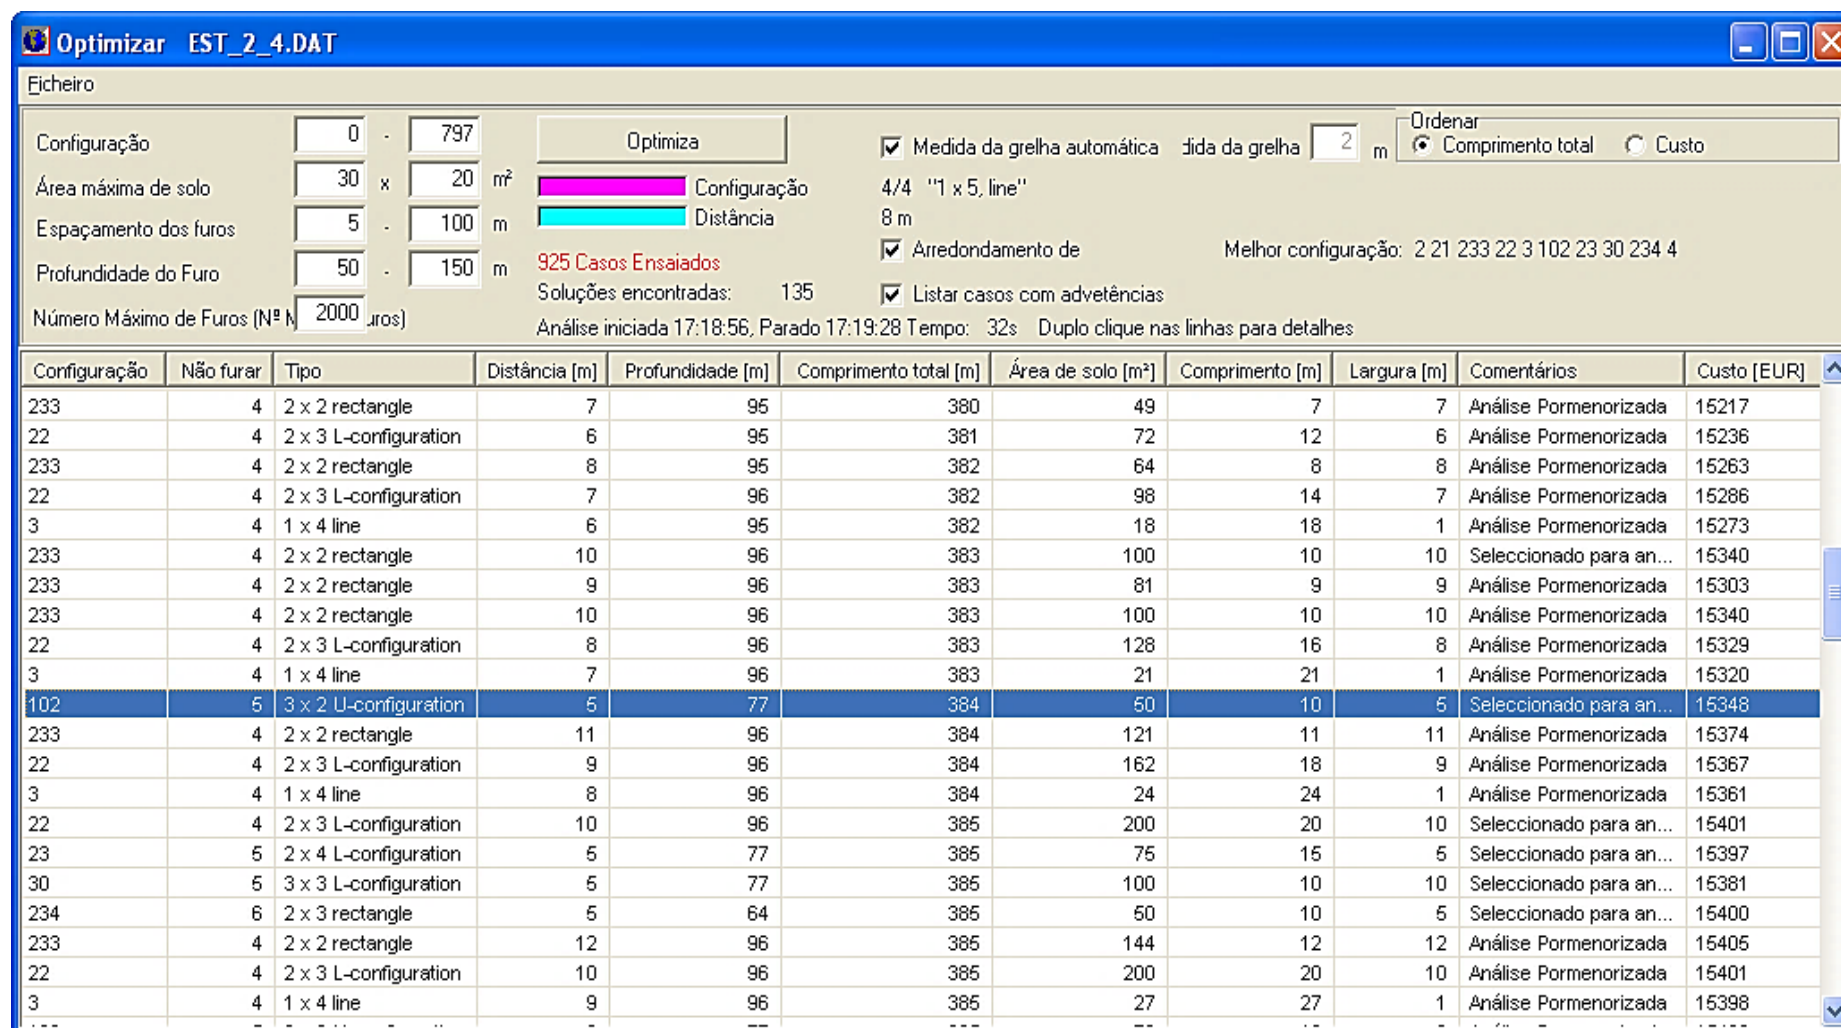 Optimizar EST_2_4.DAT
Ficheiro
Configuração 0 - 797
Área máxima de solo 30 x 20 m²
Espaçamento dos furos 5 - 100 m
Profundidade do Furo 50 - 150 m
Número Máximo de Furos (Nº M 2000 uros)
Optimiza
Configuração 4/4 "1 x 5, line"
Distância 8 m
925 Casos Ensaiados
Soluções encontradas: 135
Análise iniciada 17:18:56, Parado 17:19:28 Tempo: 32s Duplo clique nas linhas para detalhes
Medida da grelha automática dida da grelha 2 m
Arredondamento de
Listar casos com advetências
Melhor configuração: 2 21 233 22 3 102 23 30 234 4
Ordenar
Comprimento total Custo
Configuração Não furar Tipo Distância [m] Profundidade [m] Comprimento total [m] Área de solo [m²] Comprimento [m] Largura [m] Comentários Custo [EUR]
233 4 2 x 2 rectangle 7 95 380 49 7 7 Análise Pormenorizada 15217
22 4 2 x 3 L-configuration 6 95 381 72 12 6 Análise Pormenorizada 15236
233 4 2 x 2 rectangle 8 95 382 64 8 8 Análise Pormenorizada 15263
22 4 2 x 3 L-configuration 7 96 382 98 14 7 Análise Pormenorizada 15286
3 4 1 x 4 line 6 95 382 18 18 1 Análise Pormenorizada 15273
233 4 2 x 2 rectangle 10 96 383 100 10 10 Seleccionado para an... 15340
233 4 2 x 2 rectangle 9 96 383 81 9 9 Análise Pormenorizada 15303
233 4 2 x 2 rectangle 10 96 383 100 10 10 Análise Pormenorizada 15340
22 4 2 x 3 L-configuration 8 96 383 128 16 8 Análise Pormenorizada 15329
3 4 1 x 4 line 7 96 383 21 21 1 Análise Pormenorizada 15320
102 5 3 x 2 U-configuration 5 77 384 50 10 5 Seleccionado para an... 15348
233 4 2 x 2 rectangle 11 96 384 121 11 11 Análise Pormenorizada 15374
22 4 2 x 3 L-configuration 9 96 384 162 18 9 Análise Pormenorizada 15367
3 4 1 x 4 line 8 96 384 24 24 1 Análise Pormenorizada 15361
22 4 2 x 3 L-configuration 10 96 385 200 20 10 Seleccionado para an... 15401
23 5 2 x 4 L-configuration 5 77 385 75 15 5 Seleccionado para an... 15397
30 5 3 x 3 L-configuration 5 77 385 100 10 10 Seleccionado para an... 15381
234 6 2 x 3 rectangle 5 64 385 50 10 5 Seleccionado para an... 15400
233 4 2 x 2 rectangle 12 96 385 144 12 12 Análise Pormenorizada 15405
22 4 2 x 3 L-configuration 10 96 385 200 20 10 Análise Pormenorizada 15401
3 4 1 x 4 line 9 96 385 27 27 1 Análise Pormenorizada 15398